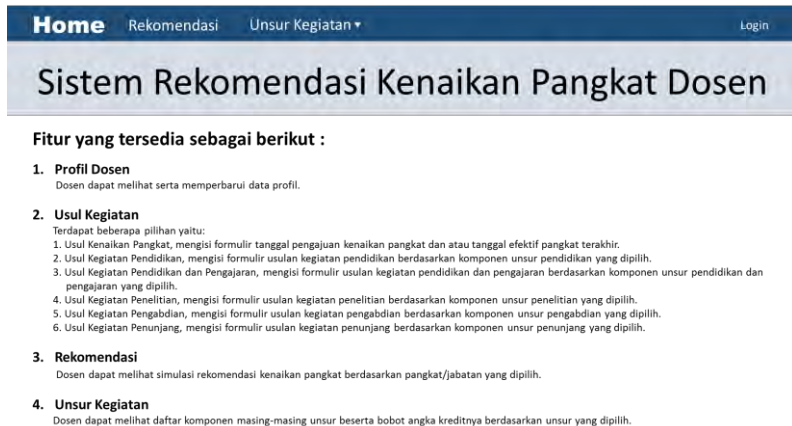 Home Rekomendasi Unsur Kegiatan ▾ Login
Sistem Rekomendasi Kenaikan Pangkat Dosen
Fitur yang tersedia sebagai berikut :
1. Profil Dosen
Dosen dapat melihat serta memperbarui data profil.
2. Usul Kegiatan
Terdapat beberapa pilihan yaitu:
1. Usul Kenaikan Pangkat, mengisi formulir tanggal pengajuan kenaikan pangkat dan atau tanggal efektif pangkat terakhir.
2. Usul Kegiatan Pendidikan, mengisi formulir usulan kegiatan pendidikan berdasarkan komponen unsur pendidikan yang dipilih.
3. Usul Kegiatan Pendidikan dan Pengajaran, mengisi formulir usulan kegiatan pendidikan dan pengajaran berdasarkan komponen unsur pendidikan dan
pengajaran yang dipilih.
4. Usul Kegiatan Penelitian, mengisi formulir usulan kegiatan penelitian berdasarkan komponen unsur penelitian yang dipilih.
5. Usul Kegiatan Pengabdian, mengisi formulir usulan kegiatan pengabdian berdasarkan komponen unsur pengabdian yang dipilih.
6. Usul Kegiatan Penunjang, mengisi formulir usulan kegiatan penunjang berdasarkan komponen unsur penunjang yang dipilih.
3. Rekomendasi
Dosen dapat melihat simulasi rekomendasi kenaikan pangkat berdasarkan pangkat/jabatan yang dipilih.
4. Unsur Kegiatan
Dosen dapat melihat daftar komponen masing-masing unsur beserta bobot angka kreditnya berdasarkan unsur yang dipilih.